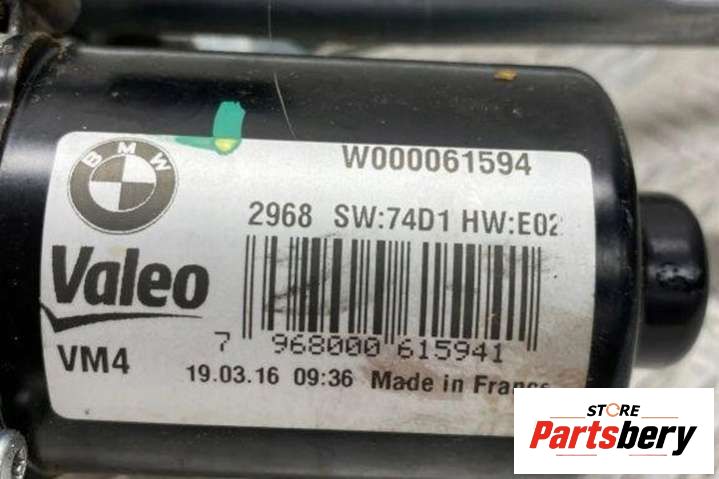 BMW
W000061594
2968 SW:74D1 HW:E02
Valeo
7 968000 615941
VM4
19.03.16 09:36 Made in France
STORE
Partsbery